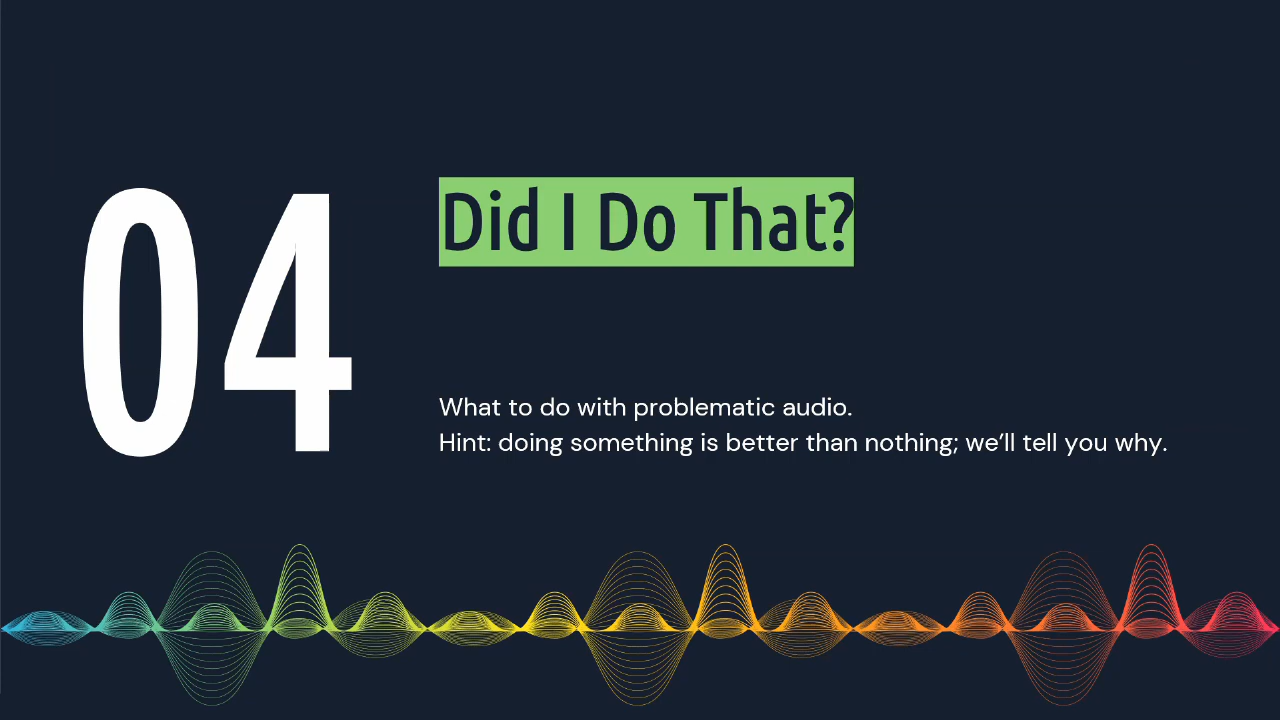 04
Did I Do That?
What to do with problematic audio.
Hint: doing something is better than nothing; we’ll tell you why.